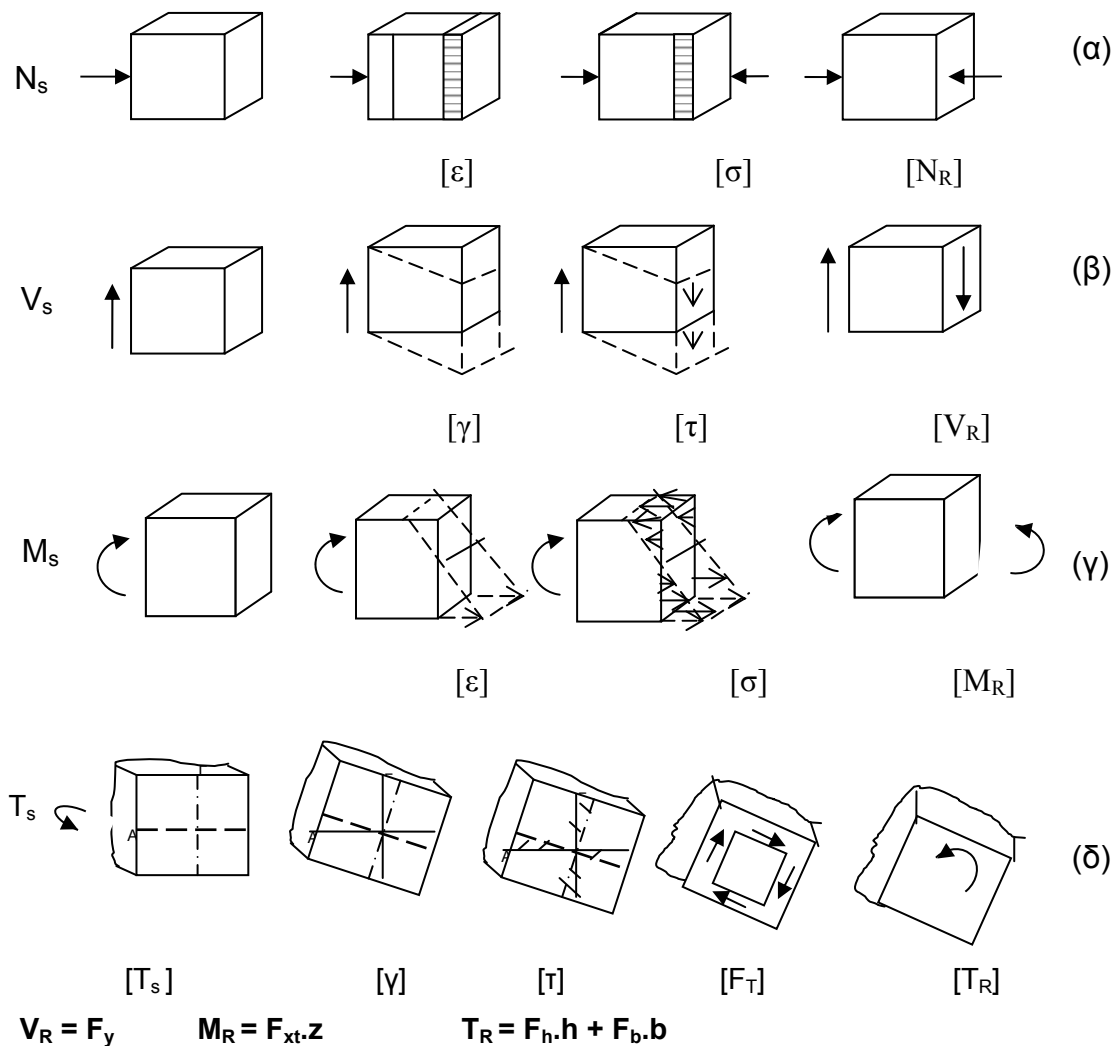 Nₛ (α)
[ε] [σ] [N_R]
Vₛ (β)
[γ] [τ] [V_R]
Mₛ (γ)
[ε] [σ] [M_R]
Tₛ A A A (δ)
[Tₛ] [γ] [τ] [F_T] [T_R]
V_R = F_y M_R = F_xt.z T_R = F_h.h + F_b.b